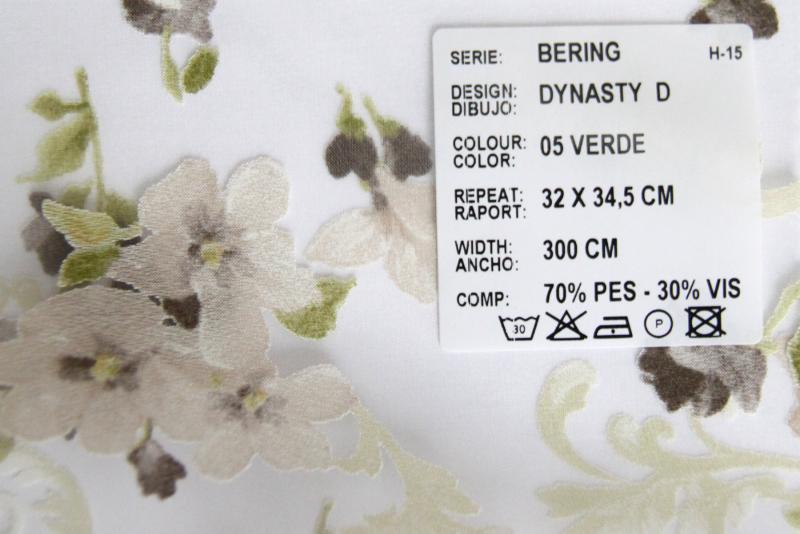 SERIE: BERING H-15
DESIGN: DYNASTY D
DIBUJO:
COLOUR: 05 VERDE
COLOR:
REPEAT: 32 X 34,5 CM
RAPORT:
WIDTH: 300 CM
ANCHO:
COMP: 70% PES - 30% VIS
30 P